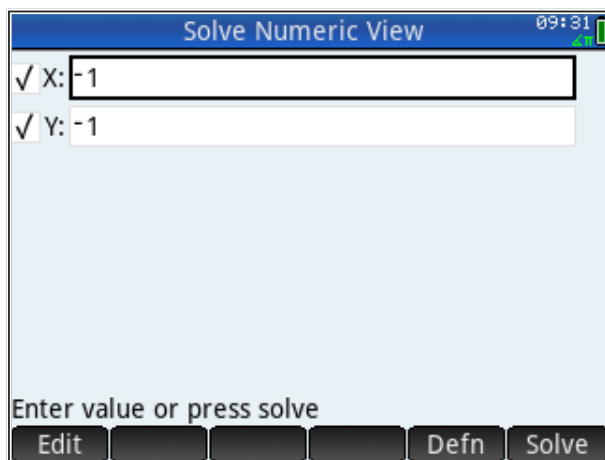 Solve Numeric View 09:31
∡π
√ X: -1
√ Y: -1
Enter value or press solve
Edit Defn Solve